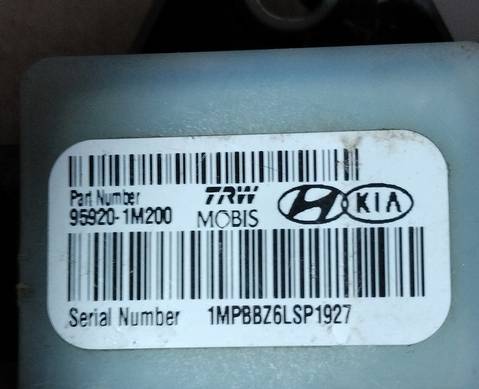 Part Number
95920-1M200
TRW
MOBIS
KIA
Serial Number 1MPBBZ6LSP1927